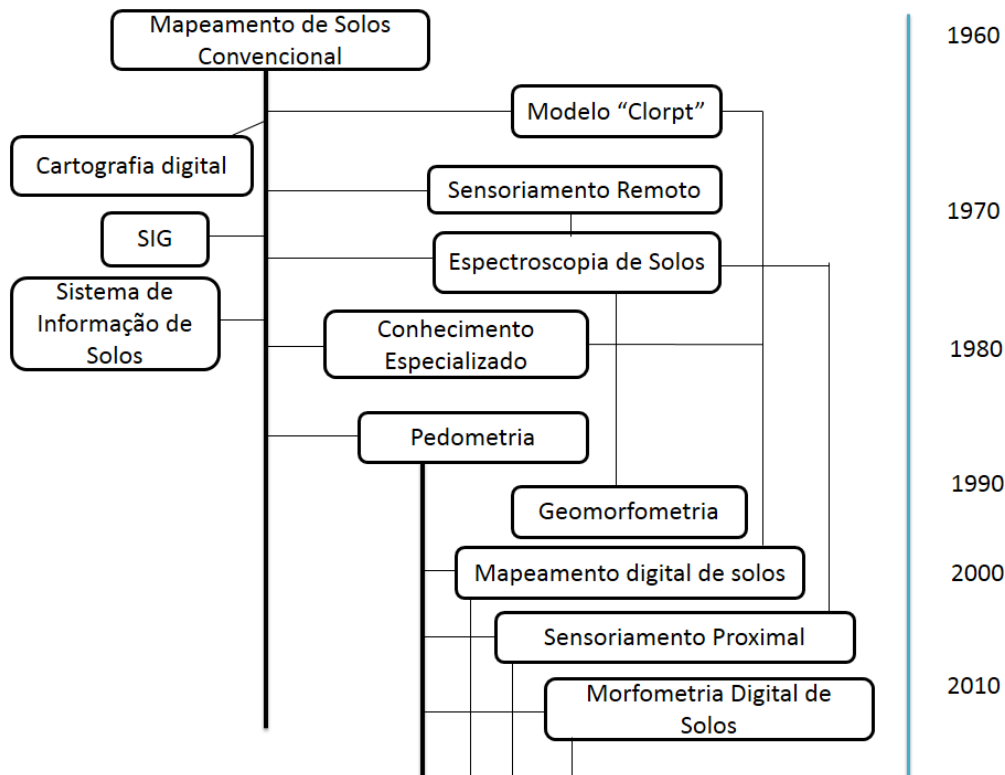 Mapeamento de Solos
Convencional
1960
Modelo “Clorpt”
Cartografia digital
Sensoriamento Remoto
1970
SIG
Espectroscopia de Solos
Sistema de
Informação de
Solos
Conhecimento
Especializado
1980
Pedometria
1990
Geomorfometria
Mapeamento digital de solos
2000
Sensoriamento Proximal
2010
Morfometria Digital de
Solos